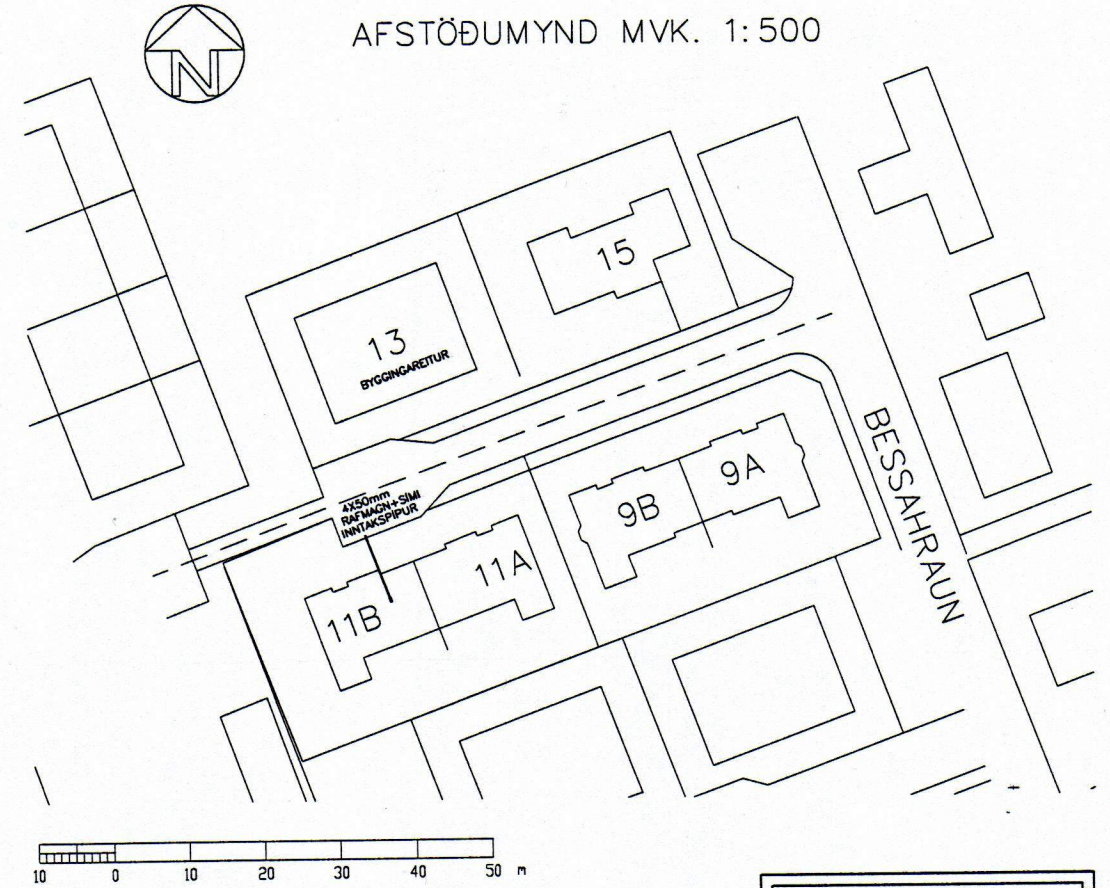 AFSTÖÐUMYND MVK. 1:500
N
15
13
BYGGINGAREITUR
BESSAHRAUN
9A
9B
4X50mm
RAFMAGN+SÍMI
INNTAKSPÍPUR
11A
11B
10 0 10 20 30 40 50 m